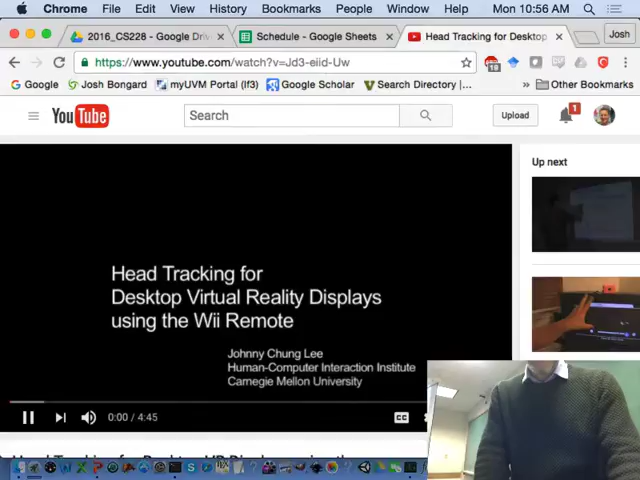 Chrome File Edit View History Bookmarks People Window Help Mon 10:56 AM
2016_CS228 - Google Driv
Schedule - Google Sheets
Head Tracking for Desktop
Josh
https://www.youtube.com/watch?v=Jd3-eiid-Uw
18
Google Josh Bongard myUVM Portal (lf3) Google Scholar Search Directory |... » Other Bookmarks
YouTube
Search
Upload
1
Up next
Head Tracking for
Desktop Virtual Reality Displays
using the Wii Remote
Johnny Chung Lee
Human-Computer Interaction Institute
Carnegie Mellon University
0:00 / 4:45
CC